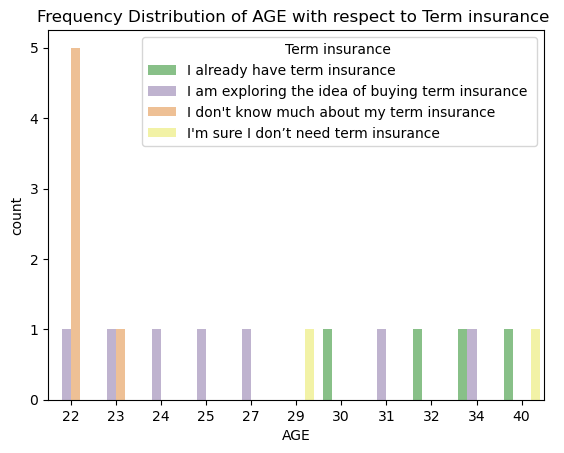 Frequency Distribution of AGE with respect to Term insurance
Term insurance
I already have term insurance
I am exploring the idea of buying term insurance
I don't know much about my term insurance
I'm sure I don’t need term insurance
5
4
3
2
1
0
count
22 23 24 25 27 29 30 31 32 34 40
AGE